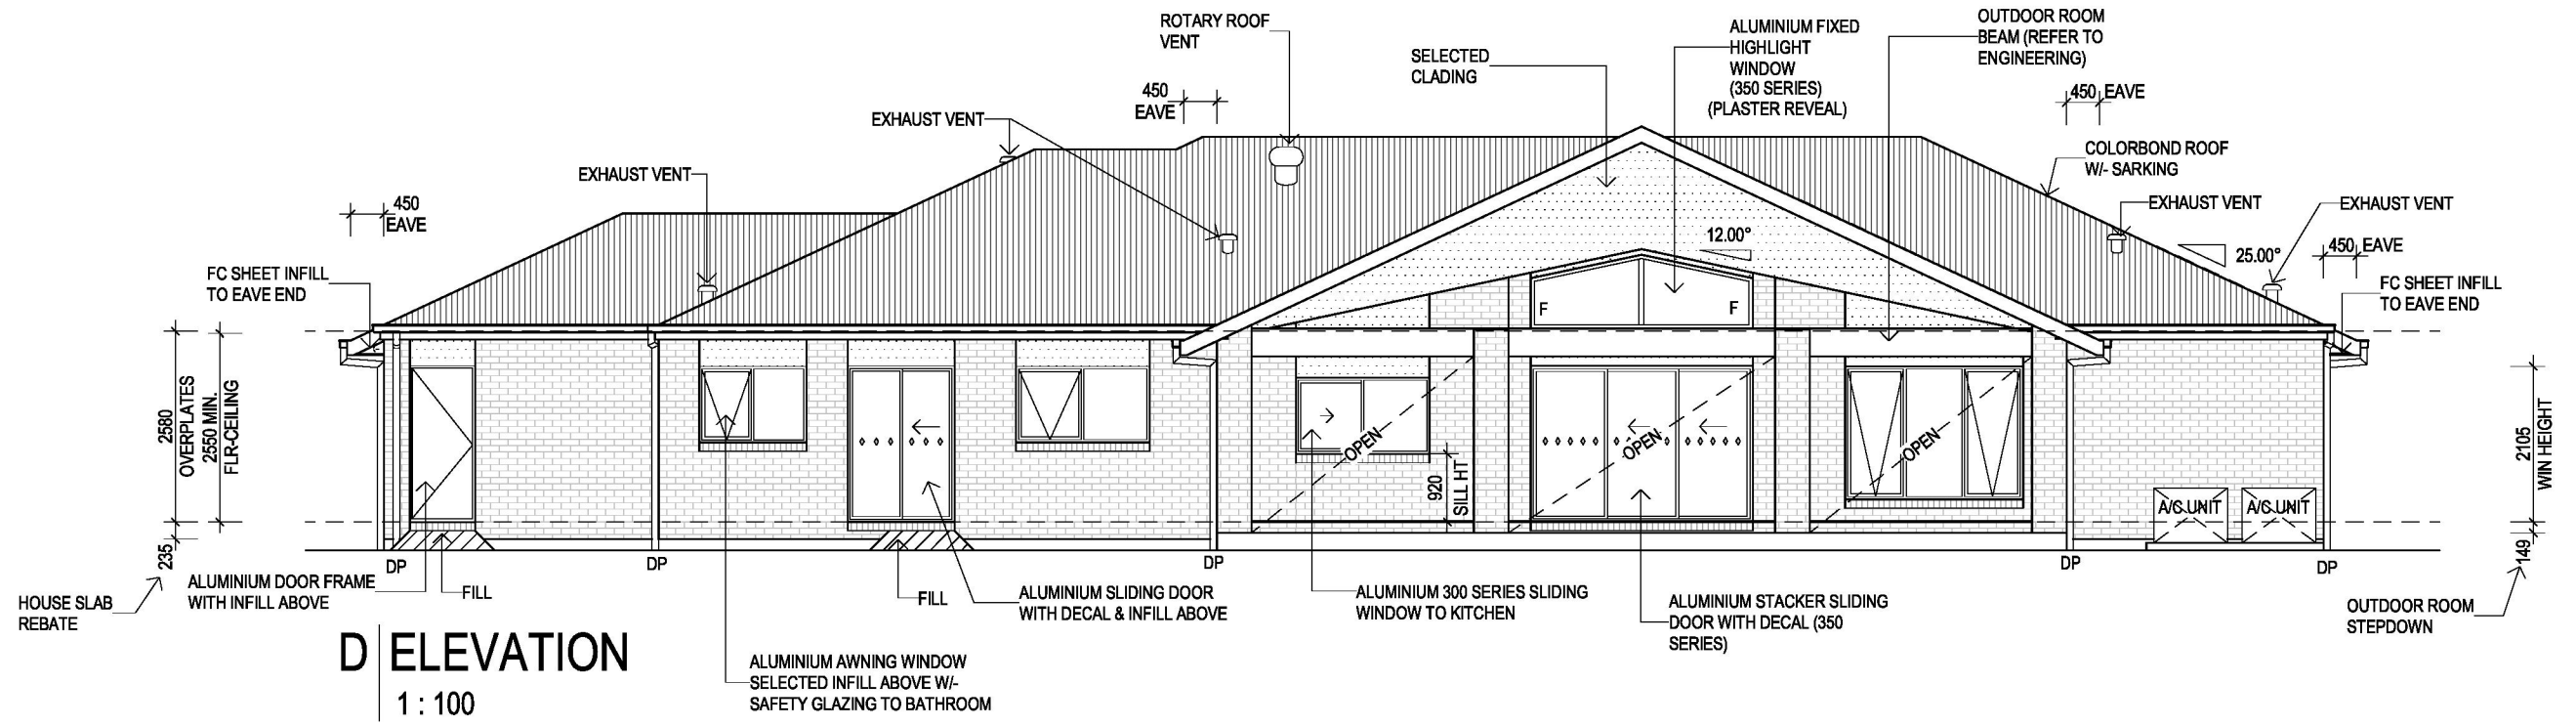 ROTARY ROOF
VENT
SELECTED
CLADING
ALUMINIUM FIXED
HIGHLIGHT
WINDOW
(350 SERIES)
(PLASTER REVEAL)
OUTDOOR ROOM
BEAM (REFER TO
ENGINEERING)
450
EAVE
450 EAVE
EXHAUST VENT
COLORBOND ROOF
W/- SARKING
EXHAUST VENT
EXHAUST VENT
EXHAUST VENT
450
EAVE
12.00°
25.00°
450 EAVE
FC SHEET INFILL
TO EAVE END
FC SHEET INFILL
TO EAVE END
F
F
2580
OVERPLATES
2550 MIN.
FLR-CEILING
235
OPEN
OPEN
OPEN
920
SILL HT
A/C UNIT
A/C UNIT
2105
WIN HEIGHT
149
DP
DP
DP
DP
DP
HOUSE SLAB
REBATE
ALUMINIUM DOOR FRAME
WITH INFILL ABOVE
FILL
FILL
ALUMINIUM SLIDING DOOR
WITH DECAL & INFILL ABOVE
ALUMINIUM 300 SERIES SLIDING
WINDOW TO KITCHEN
ALUMINIUM STACKER SLIDING
DOOR WITH DECAL (350
SERIES)
OUTDOOR ROOM
STEPDOWN
ALUMINIUM AWNING WINDOW
SELECTED INFILL ABOVE W/-
SAFETY GLAZING TO BATHROOM
D ELEVATION
1 : 100